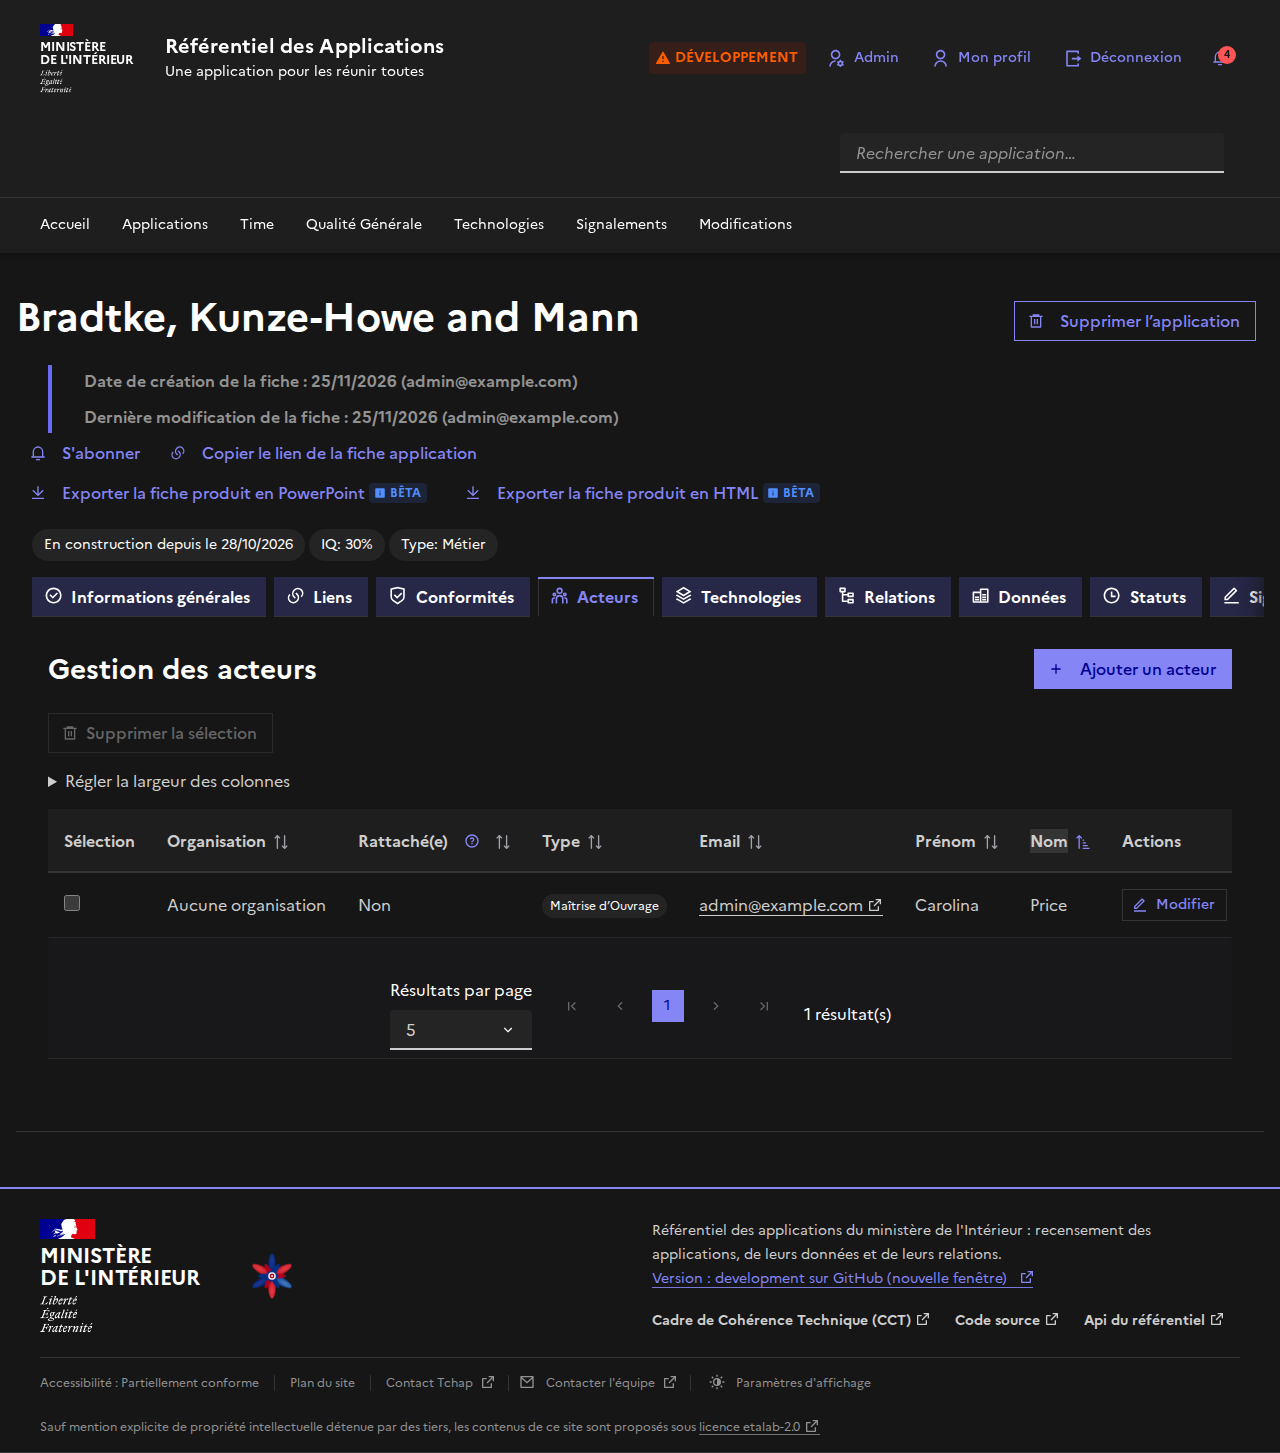 MINISTÈRE
DE L'INTÉRIEUR
Liberté
Égalité
Fraternité
Référentiel des Applications
Une application pour les réunir toutes
DÉVELOPPEMENT
Admin
Mon profil
Déconnexion
4
Rechercher une application...
Accueil
Applications
Time
Qualité Générale
Technologies
Signalements
Modifications
Bradtke, Kunze-Howe and Mann
Supprimer l’application
Date de création de la fiche : 25/11/2026 (admin@example.com)
Dernière modification de la fiche : 25/11/2026 (admin@example.com)
S'abonner
Copier le lien de la fiche application
Exporter la fiche produit en PowerPoint BÊTA
Exporter la fiche produit en HTML BÊTA
En construction depuis le 28/10/2026
IQ: 30%
Type: Métier
Informations générales
Liens
Conformités
Acteurs
Technologies
Relations
Données
Statuts
Gestion des acteurs
Ajouter un acteur
Supprimer la sélection
Régler la largeur des colonnes
Sélection
Organisation
Rattaché(e)
Type
Email
Prénom
Nom
Actions
Aucune organisation
Non
Maîtrise d’Ouvrage
admin@example.com
Carolina
Price
Modifier
Résultats par page
5
1
1 résultat(s)
MINISTÈRE
DE L'INTÉRIEUR
Liberté
Égalité
Fraternité
Référentiel des applications du ministère de l'Intérieur : recensement des
applications, de leurs données et de leurs relations.
Version : development sur GitHub (nouvelle fenêtre)
Cadre de Cohérence Technique (CCT)
Code source
Api du référentiel
Accessibilité : Partiellement conforme
Plan du site
Contact Tchap
Contacter l'équipe
Paramètres d'affichage
Sauf mention explicite de propriété intellectuelle détenue par des tiers, les contenus de ce site sont proposés sous licence etalab-2.0